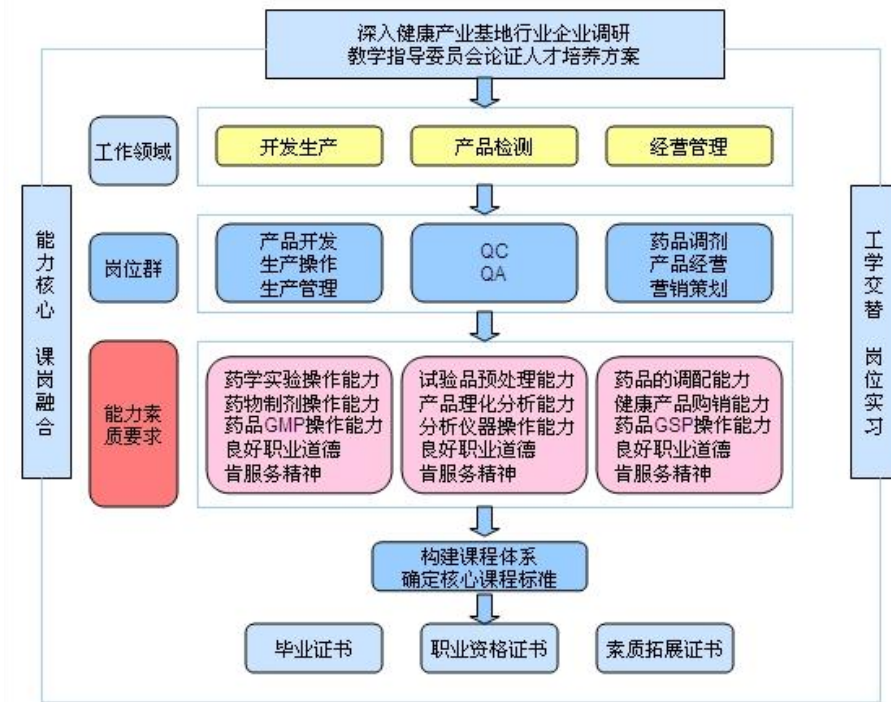 深入健康产业基地行业企业调研
教学指导委员会论证人才培养方案
工作领域
开发生产
产品检测
经营管理
能力核心 课岗融合
岗位群
产品开发
生产操作
生产管理
QC
QA
药品调剂
产品经营
营销策划
工学交替 岗位实习
能力素
质要求
药学实验操作能力
药物制剂操作能力
药品GMP操作能力
良好职业道德
肯服务精神
试验品预处理能力
产品理化分析能力
分析仪器操作能力
良好职业道德
肯服务精神
药品的调配能力
健康产品购销能力
药品GSP操作能力
良好职业道德
肯服务精神
构建课程体系
确定核心课程标准
毕业证书
职业资格证书
素质拓展证书